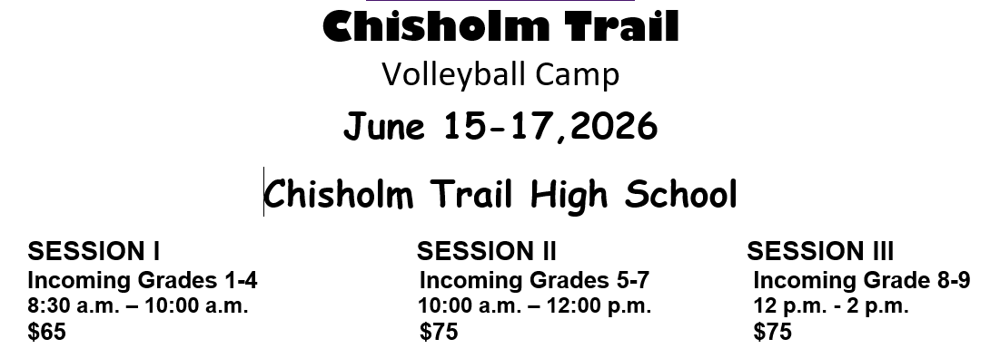 Chisholm Trail
Volleyball Camp
June 15-17,2026
Chisholm Trail High School
SESSION I
Incoming Grades 1-4
8:30 a.m. – 10:00 a.m.
$65
SESSION II
Incoming Grades 5-7
10:00 a.m. – 12:00 p.m.
$75
SESSION III
Incoming Grade 8-9
12 p.m. - 2 p.m.
$75